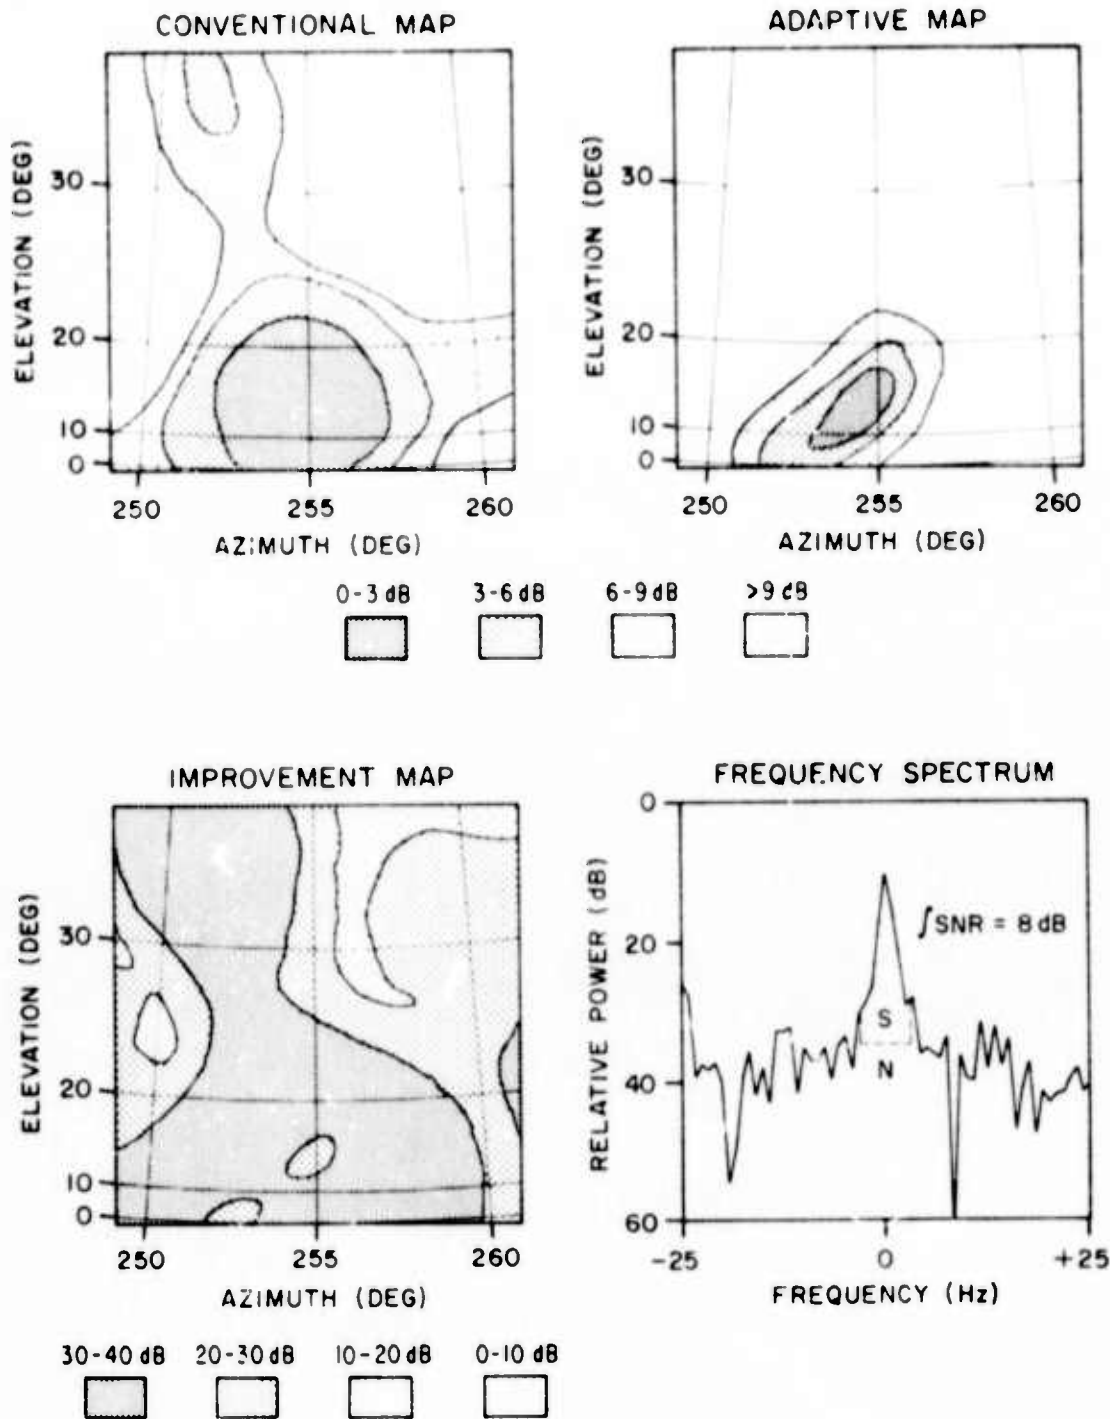 CONVENTIONAL MAP
ELEVATION (DEG)
30
20
10
0
250
255
260
AZIMUTH (DEG)
ADAPTIVE MAP
ELEVATION (DEG)
30
20
10
0
250
255
260
AZIMUTH (DEG)
0-3 dB
3-6 dB
6-9 dB
>9 dB
IMPROVEMENT MAP
ELEVATION (DEG)
30
20
10
0
250
255
260
AZIMUTH (DEG)
30-40 dB
20-30 dB
10-20 dB
0-10 dB
FREQUENCY SPECTRUM
RELATIVE POWER (dB)
0
20
40
60
∫SNR = 8 dB
S
N
-25
0
+25
FREQUENCY (Hz)